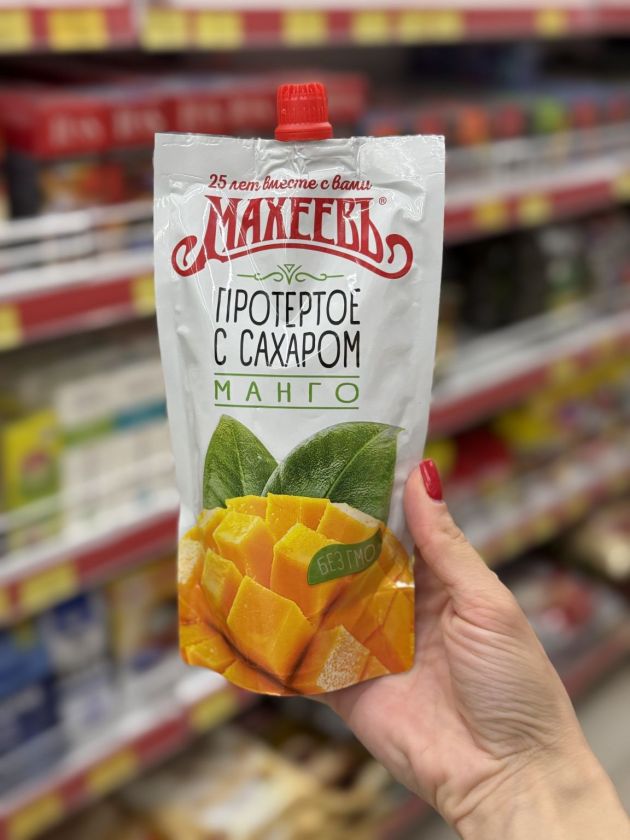 25 лет вместе с вами
МАХЕЕВЪ®
ПРОТЕРТОЕ
С САХАРОМ
МАНГО
БЕЗ ГМО